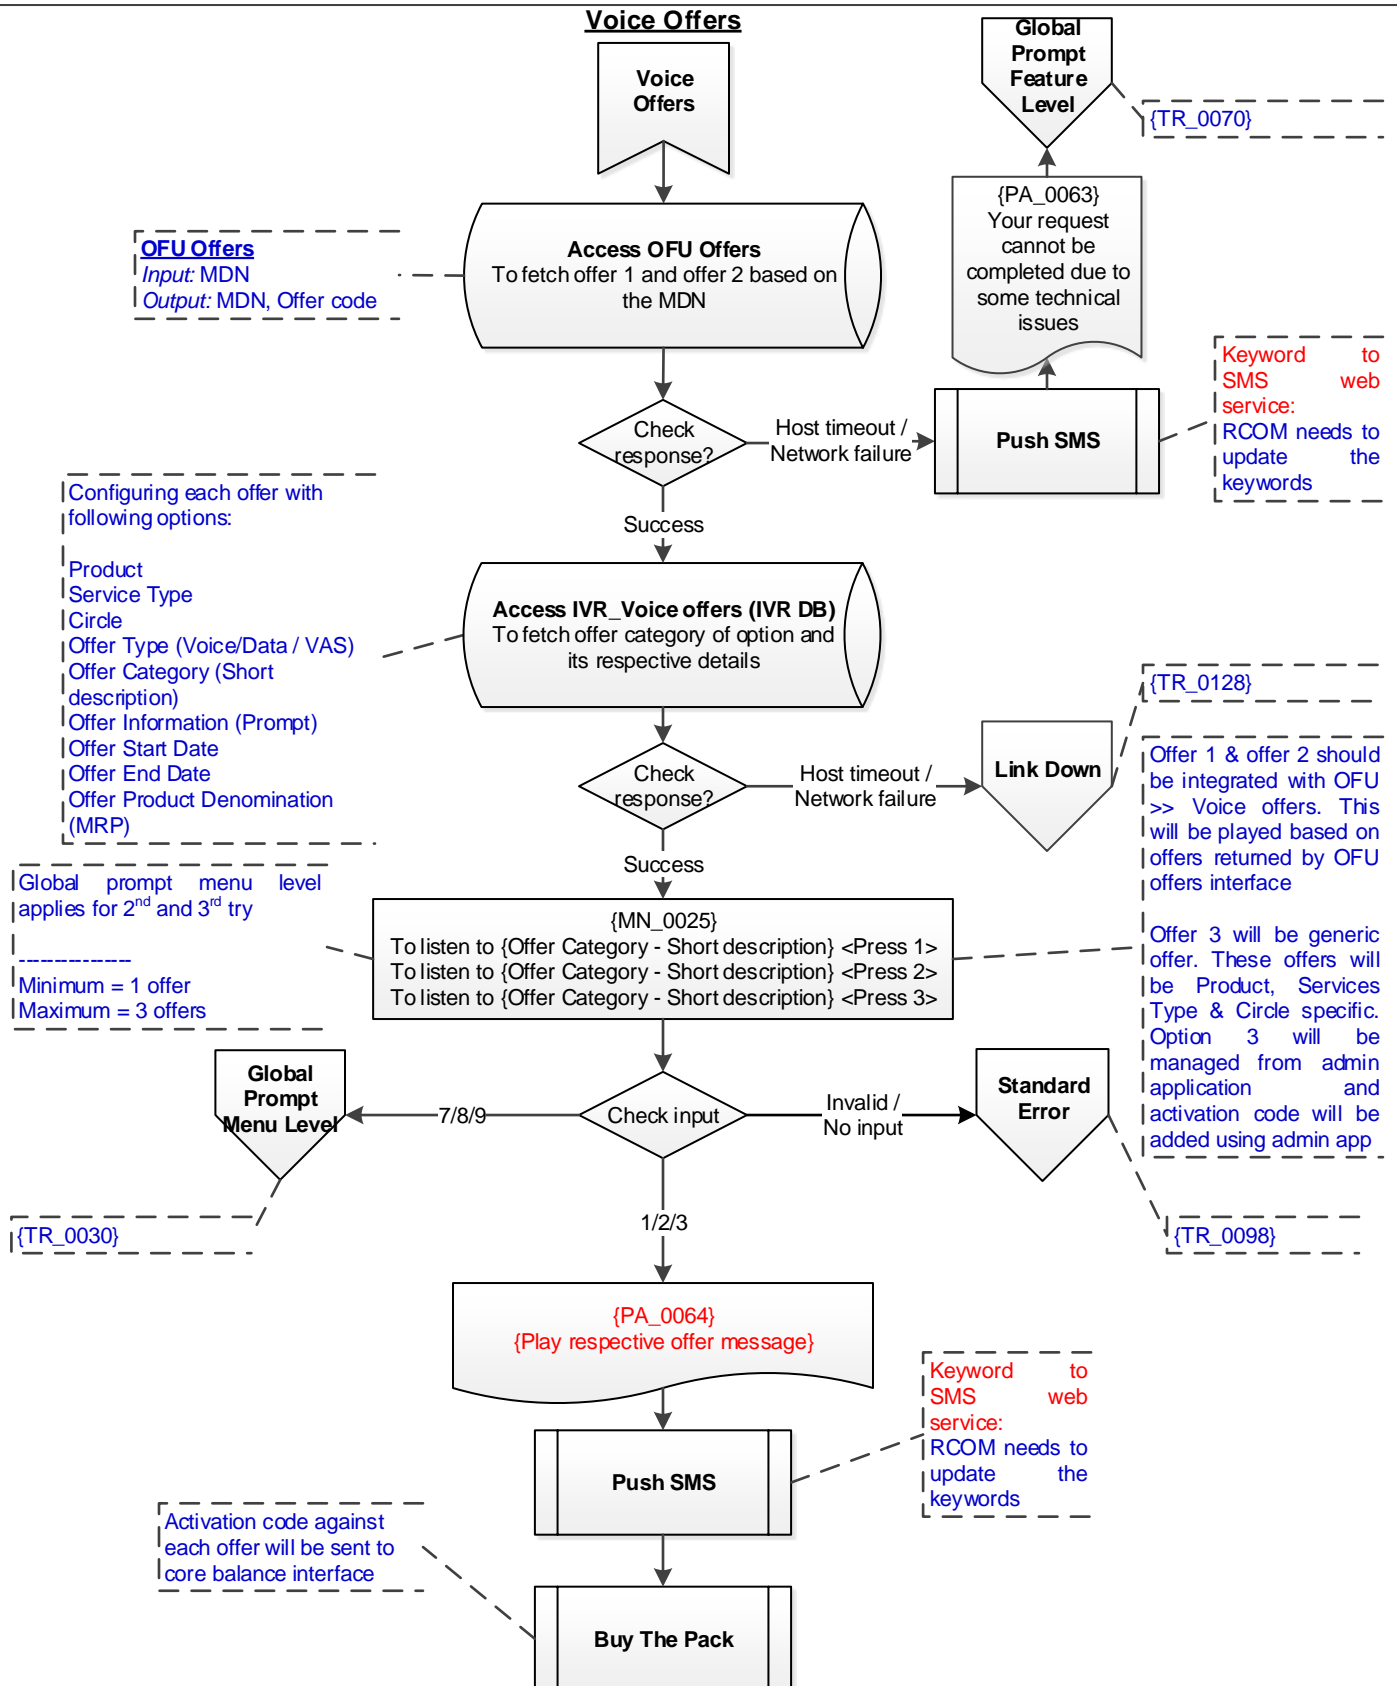 Voice Offers
Voice
Offers
Global
Prompt
Feature
Level
{TR_0070}
{PA_0063}
Your request
cannot be
completed due to
some technical
issues
OFU Offers
Input: MDN
Output: MDN, Offer code
Access OFU Offers
To fetch offer 1 and offer 2 based on
the MDN
Keyword to
SMS web
service:
RCOM needs to
update the
keywords
Check
response?
Host timeout /
Network failure
Push SMS
Success
Configuring each offer with
following options:
Product
Service Type
Circle
Offer Type (Voice/Data / VAS)
Offer Category (Short
description)
Offer Information (Prompt)
Offer Start Date
Offer End Date
Offer Product Denomination
(MRP)
Access IVR_Voice offers (IVR DB)
To fetch offer category of option and
its respective details
{TR_0128}
Check
response?
Host timeout /
Network failure
Link Down
Success
Offer 1 & offer 2 should
be integrated with OFU
>> Voice offers. This
will be played based on
offers returned by OFU
offers interface
Offer 3 will be generic
offer. These offers will
be Product, Services
Type & Circle specific.
Option 3 will be
managed from admin
application and
activation code will be
added using admin app
Global prompt menu level
applies for 2nd and 3rd try
----------------
Minimum = 1 offer
Maximum = 3 offers
{MN_0025}
To listen to {Offer Category - Short description} <Press 1>
To listen to {Offer Category - Short description} <Press 2>
To listen to {Offer Category - Short description} <Press 3>
Global
Prompt
Menu Level
7/8/9
Check input
Invalid /
No input
Standard
Error
{TR_0030}
1/2/3
{TR_0098}
{PA_0064}
{Play respective offer message}
Keyword to
SMS web
service:
RCOM needs to
update the
keywords
Push SMS
Activation code against
each offer will be sent to
core balance interface
Buy The Pack